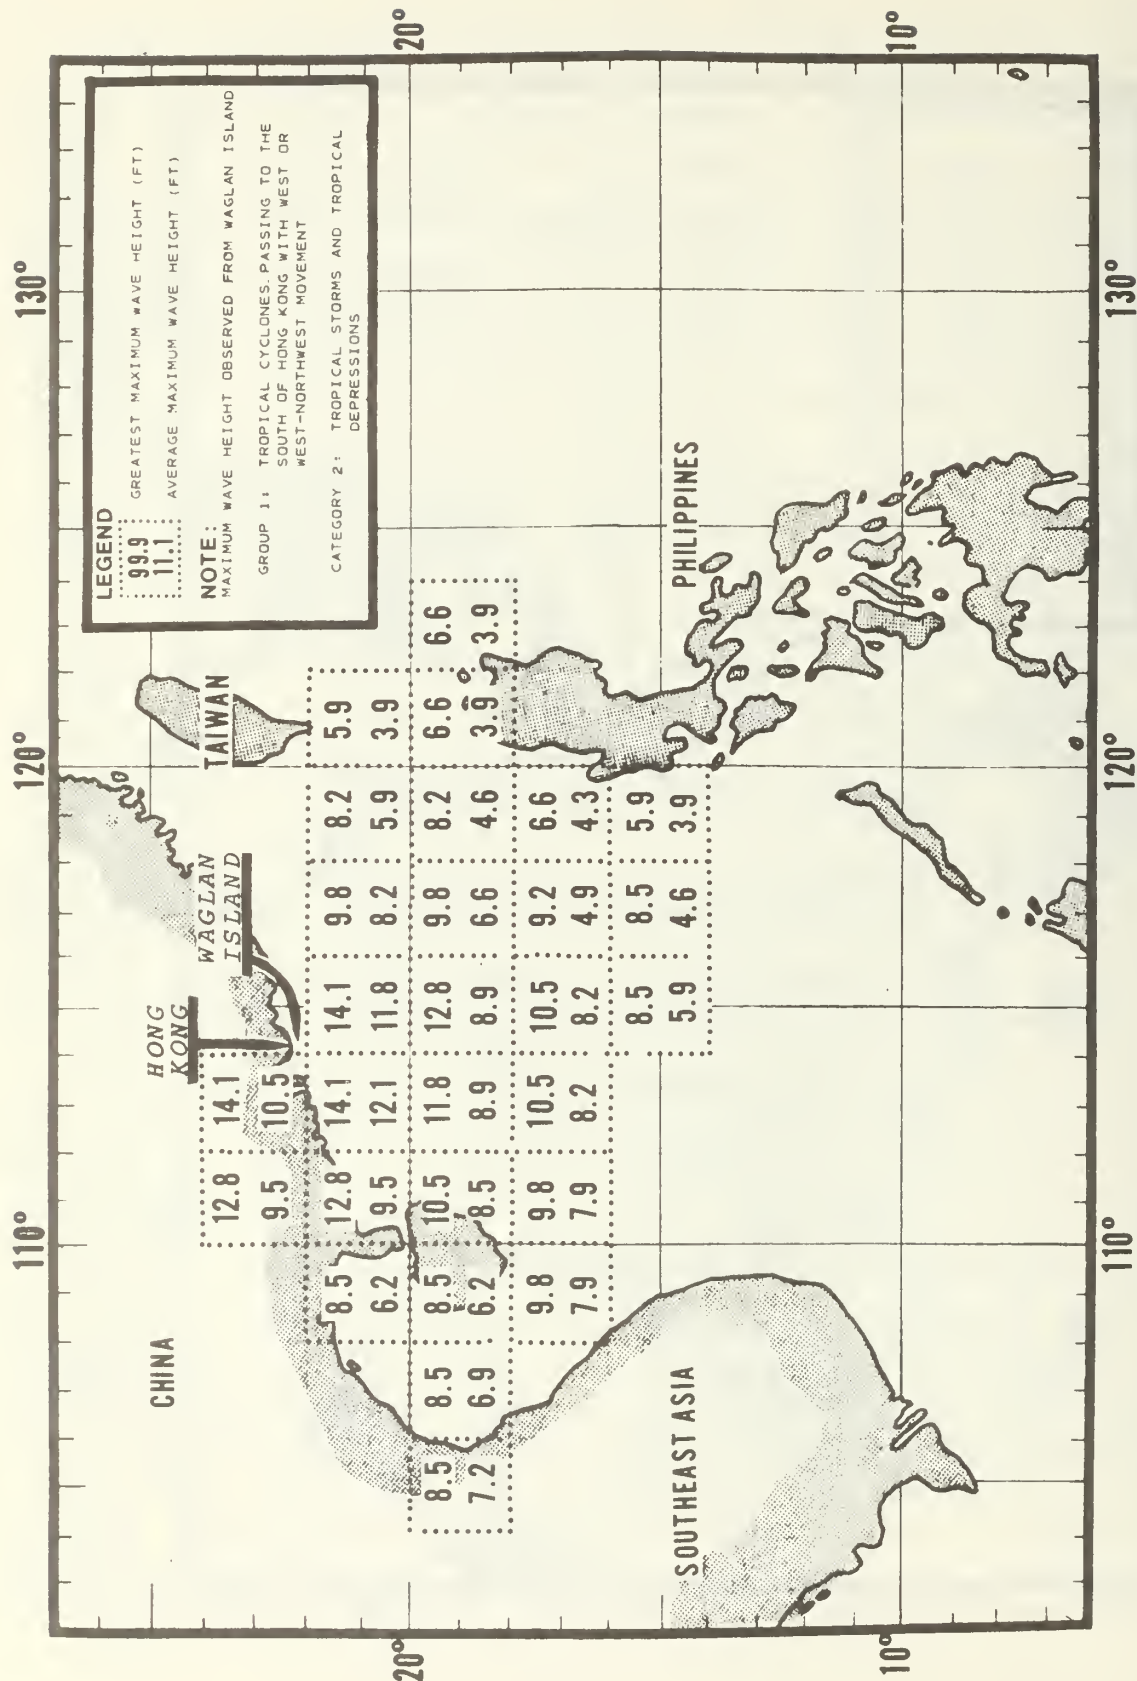 110° 120° 130°
LEGEND
99.9 GREATEST MAXIMUM WAVE HEIGHT (FT)
11.1 AVERAGE MAXIMUM WAVE HEIGHT (FT)
NOTE:
MAXIMUM WAVE HEIGHT OBSERVED FROM WAGLAN ISLAND
GROUP 1: TROPICAL CYCLONES PASSING TO THE
SOUTH OF HONG KONG WITH WEST OR
WEST-NORTHWEST MOVEMENT
CATEGORY 2: TROPICAL STORMS AND TROPICAL
DEPRESSIONS
CHINA
HONG
KONG
WAGLAN
ISLAND
TAIWAN
12.8 14.1
9.5 10.5
8.5 12.8 14.1 14.1 9.8 8.2 5.9
6.2 9.5 12.1 11.8 8.2 5.9 3.9
20° 20°
8.5 8.5 8.5 10.5 11.8 12.8 9.8 8.2 6.6 6.6
7.2 6.9 6.2 8.5 8.9 8.9 6.6 4.6 3.9 3.9
9.8 9.8 10.5 10.5 9.2 6.6
7.9 7.9 8.2 8.2 4.9 4.3
8.5 8.5 5.9
5.9 4.6 3.9
SOUTHEAST ASIA
PHILIPPINES
10° 10°
110° 120° 130°